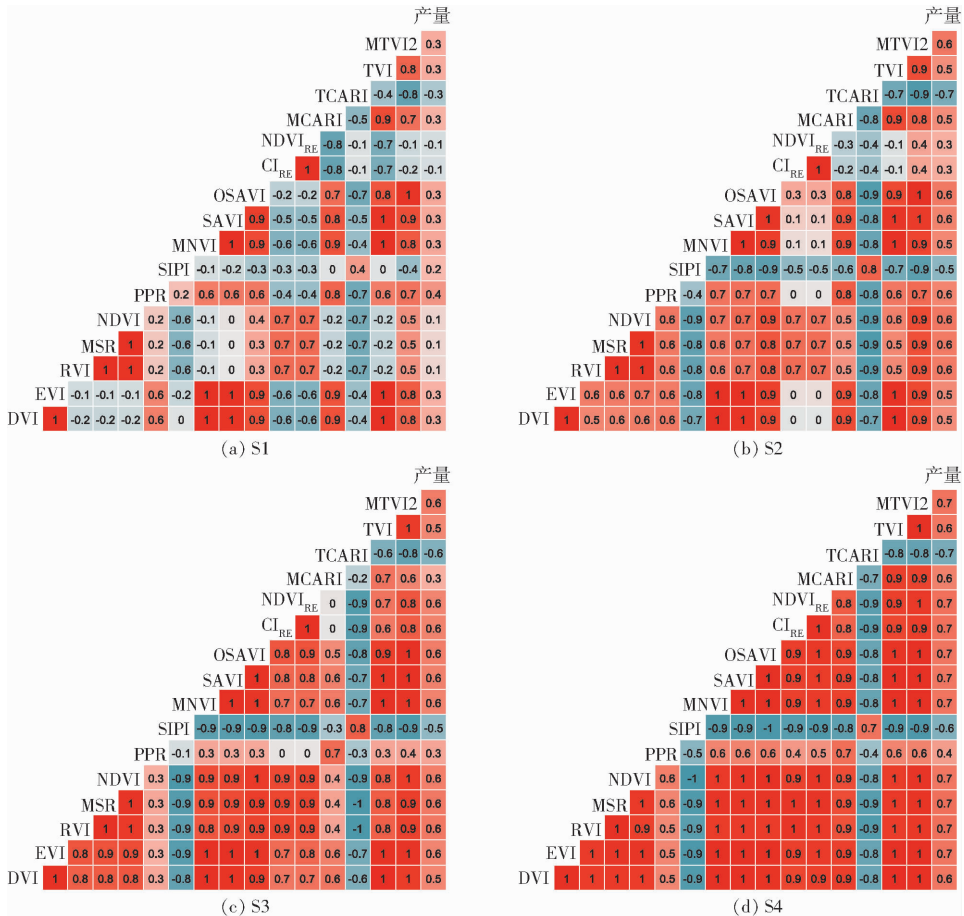 产量
MTVI2 0.3
TVI 0.8 0.3
TCARI -0.4 -0.8 -0.3
MCARI -0.5 0.9 0.7 0.3
NDVI_RE -0.8 -0.1 -0.7 -0.1 -0.1
CI_RE 1 -0.8 -0.1 -0.7 -0.2 -0.1
OSAVI -0.2 -0.2 0.7 -0.7 0.8 1 0.3
SAVI 0.9 -0.5 -0.5 0.8 -0.5 1 0.9 0.3
MNVI 1 0.9 -0.6 -0.6 0.9 -0.4 1 0.8 0.3
SIPI -0.1 -0.2 -0.3 -0.3 -0.3 0 0.4 0 -0.4 0.2
PPR 0.2 0.6 0.6 0.6 -0.4 -0.4 0.8 -0.7 0.6 0.7 0.4
NDVI 0.2 -0.6 -0.1 0 0.4 0.7 0.7 -0.2 -0.7 -0.2 0.5 0.1
MSR 1 0.2 -0.6 -0.1 0 0.3 0.7 0.7 -0.2 -0.7 -0.2 0.5 0.1
RVI 1 1 0.2 -0.6 -0.1 0 0.3 0.7 0.7 -0.2 -0.7 -0.2 0.5 0.1
EVI -0.1 -0.1 -0.1 0.6 -0.2 1 1 0.9 -0.6 -0.6 0.9 -0.4 1 0.8 0.3
DVI 1 -0.2 -0.2 -0.2 0.6 0 1 1 0.9 -0.6 -0.6 0.9 -0.4 1 0.8 0.3
(a) S1
产量
MTVI2 0.6
TVI 0.9 0.5
TCARI -0.7 -0.9 -0.7
MCARI -0.8 0.9 0.8 0.5
NDVI_RE -0.3 -0.4 -0.1 0.4 0.3
CI_RE 1 -0.2 -0.4 -0.1 0.4 0.3
OSAVI 0.3 0.3 0.8 -0.9 0.9 1 0.6
SAVI 1 0.1 0.1 0.9 -0.8 1 1 0.6
MNVI 1 0.9 0.1 0.1 0.9 -0.8 1 0.9 0.5
SIPI -0.7 -0.8 -0.9 -0.5 -0.5 -0.6 0.8 -0.7 -0.9 -0.5
PPR -0.4 0.7 0.7 0.7 0 0 0.8 -0.8 0.6 0.7 0.6
NDVI 0.6 -0.9 0.7 0.7 0.9 0.7 0.7 0.5 -0.9 0.6 0.9 0.6
MSR 1 0.6 -0.8 0.6 0.7 0.8 0.7 0.7 0.5 -0.9 0.5 0.9 0.6
RVI 1 1 0.6 -0.8 0.6 0.7 0.8 0.7 0.7 0.5 -0.9 0.5 0.8 0.6
EVI 0.6 0.6 0.7 0.6 -0.8 1 1 0.9 0 0 0.9 -0.8 1 0.9 0.5
DVI 1 0.5 0.6 0.6 0.6 -0.7 1 1 0.9 0 0 0.9 -0.7 1 0.9 0.5
(b) S2
产量
MTVI2 0.6
TVI 1 0.5
TCARI -0.6 -0.8 -0.6
MCARI -0.2 0.7 0.6 0.3
NDVI_RE 0 -0.9 0.7 0.8 0.6
CI_RE 1 0 -0.9 0.6 0.8 0.6
OSAVI 0.8 0.9 0.5 -0.8 0.9 1 0.6
SAVI 1 0.8 0.8 0.6 -0.7 1 1 0.6
MNVI 1 1 0.7 0.7 0.6 -0.7 1 1 0.6
SIPI -0.9 -0.9 -0.9 -0.8 -0.9 -0.3 0.8 -0.8 -0.9 -0.5
PPR -0.1 0.3 0.3 0.3 0 0 0.7 -0.3 0.3 0.4 0.3
NDVI 0.3 -0.9 0.9 0.9 1 0.9 0.9 0.4 -0.9 0.8 1 0.6
MSR 1 0.3 -0.9 0.9 0.9 0.9 0.9 0.9 0.4 -1 0.8 0.9 0.6
RVI 1 1 0.3 -0.9 0.8 0.9 0.9 0.9 0.9 0.4 -1 0.8 0.9 0.6
EVI 0.8 0.9 0.9 0.3 -0.9 1 1 1 0.7 0.8 0.6 -0.7 1 1 0.6
DVI 1 0.8 0.8 0.8 0.3 -0.8 1 1 0.9 0.7 0.7 0.6 -0.6 1 1 0.5
(c) S3
产量
MTVI2 0.7
TVI 1 0.6
TCARI -0.8 -0.8 -0.7
MCARI -0.7 0.9 0.9 0.6
NDVI_RE 0.8 -0.9 0.9 1 0.7
CI_RE 1 0.8 -0.9 0.9 0.9 0.7
OSAVI 0.9 1 0.9 -0.8 1 1 0.7
SAVI 1 0.9 1 0.9 -0.8 1 1 0.7
MNVI 1 1 0.9 1 0.9 -0.8 1 1 0.7
SIPI -0.9 -0.9 -1 -0.9 -0.9 -0.8 0.7 -0.9 -0.9 -0.6
PPR -0.5 0.6 0.6 0.6 0.4 0.5 0.7 -0.4 0.6 0.6 0.4
NDVI 0.6 -1 1 1 1 0.9 1 0.9 -0.8 1 1 0.7
MSR 1 0.6 -0.9 1 1 1 1 1 0.9 -0.8 1 1 0.7
RVI 1 0.9 0.5 -0.9 1 1 1 1 1 0.9 -0.9 1 1 0.7
EVI 1 1 1 0.5 -0.9 1 1 1 0.9 1 0.9 -0.8 1 1 0.7
DVI 1 1 1 1 0.5 -0.9 1 1 1 0.9 0.9 0.9 -0.8 1 1 0.6
(d) S4